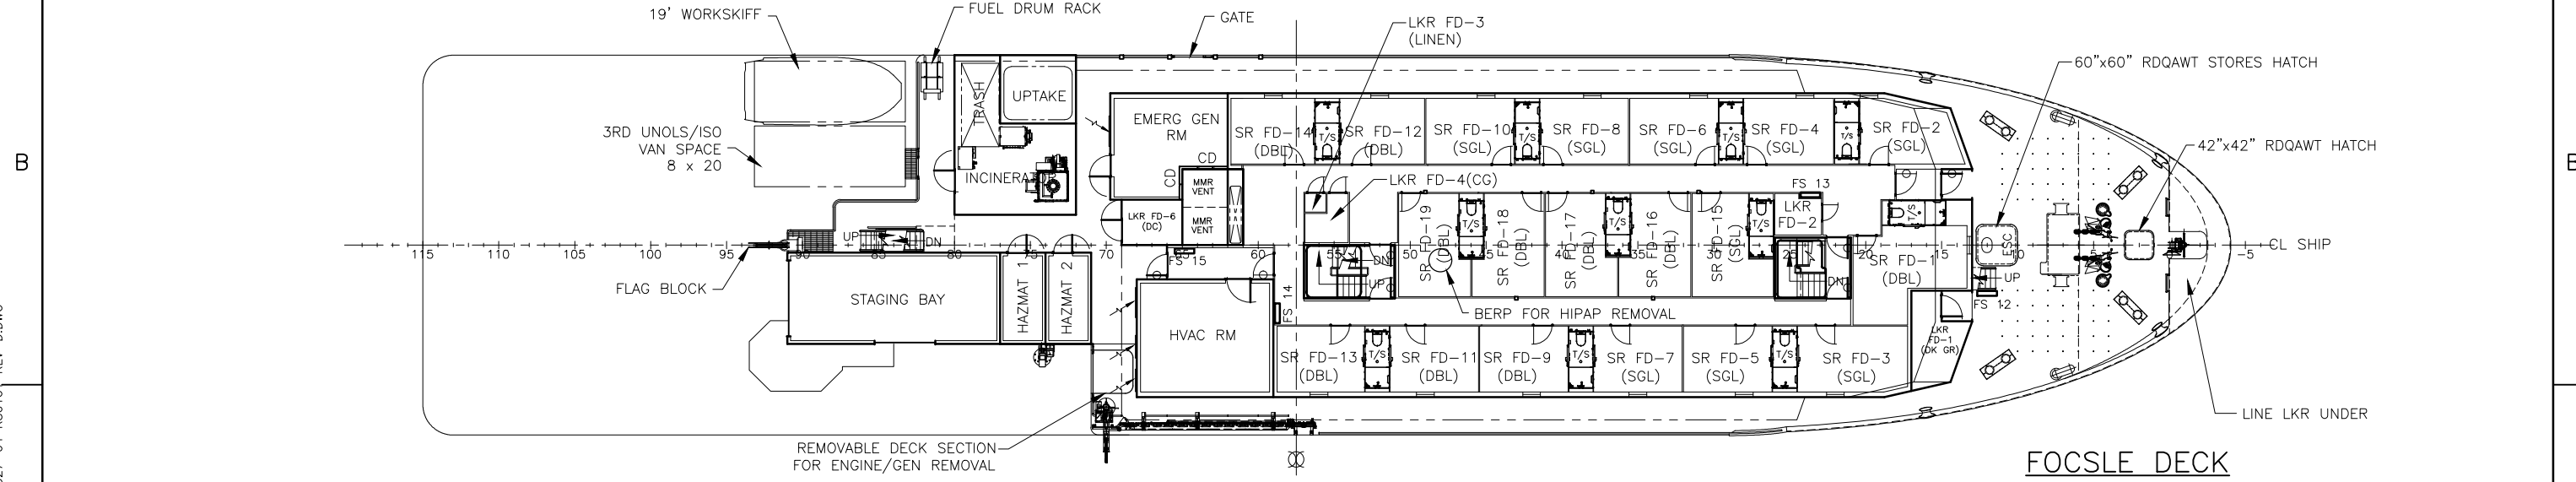 19' WORKSKIFF
FUEL DRUM RACK
GATE
LKR FD-3
(LINEN)
60"x60" RDQAWT STORES HATCH
42"x42" RDQAWT HATCH
3RD UNOLS/ISO
VAN SPACE
8 x 20
B
B
TRASH
UPTAKE
INCINERATOR
EMERG GEN
RM
CD
CD
MMR
VENT
MMR
VENT
LKR FD-6
(DC)
SR FD-14
(DBL)
T/S
SR FD-12
(DBL)
SR FD-10
(SGL)
T/S
SR FD-8
(SGL)
SR FD-6
(SGL)
T/S
SR FD-4
(SGL)
T/S
SR FD-2
(SGL)
LKR FD-4(CG)
FS 13
SR FD-19
(DBL)
T/S
SR FD-18
(DBL)
SR FD-17
(DBL)
T/S
SR FD-16
(DBL)
SR FD-15
(SGL)
T/S
LKR
FD-2
T/S
SR FD-1
(DBL)
ESC
UP
DN
DN
UP
DN
UP
FS 12
FS 15
FS 14
115
110
105
100
95
90
85
80
75
70
65
60
55
50
45
40
35
30
25
20
15
10
5
-5
CL SHIP
FLAG BLOCK
STAGING BAY
HAZMAT 1
HAZMAT 2
HVAC RM
BERP FOR HIPAP REMOVAL
SR FD-13
(DBL)
T/S
SR FD-11
(DBL)
SR FD-9
(DBL)
T/S
SR FD-7
(SGL)
SR FD-5
(SGL)
T/S
SR FD-3
(SGL)
LKR
FD-1
(DK GR)
LINE LKR UNDER
REMOVABLE DECK SECTION
FOR ENGINE/GEN REMOVAL
FOCSLE DECK